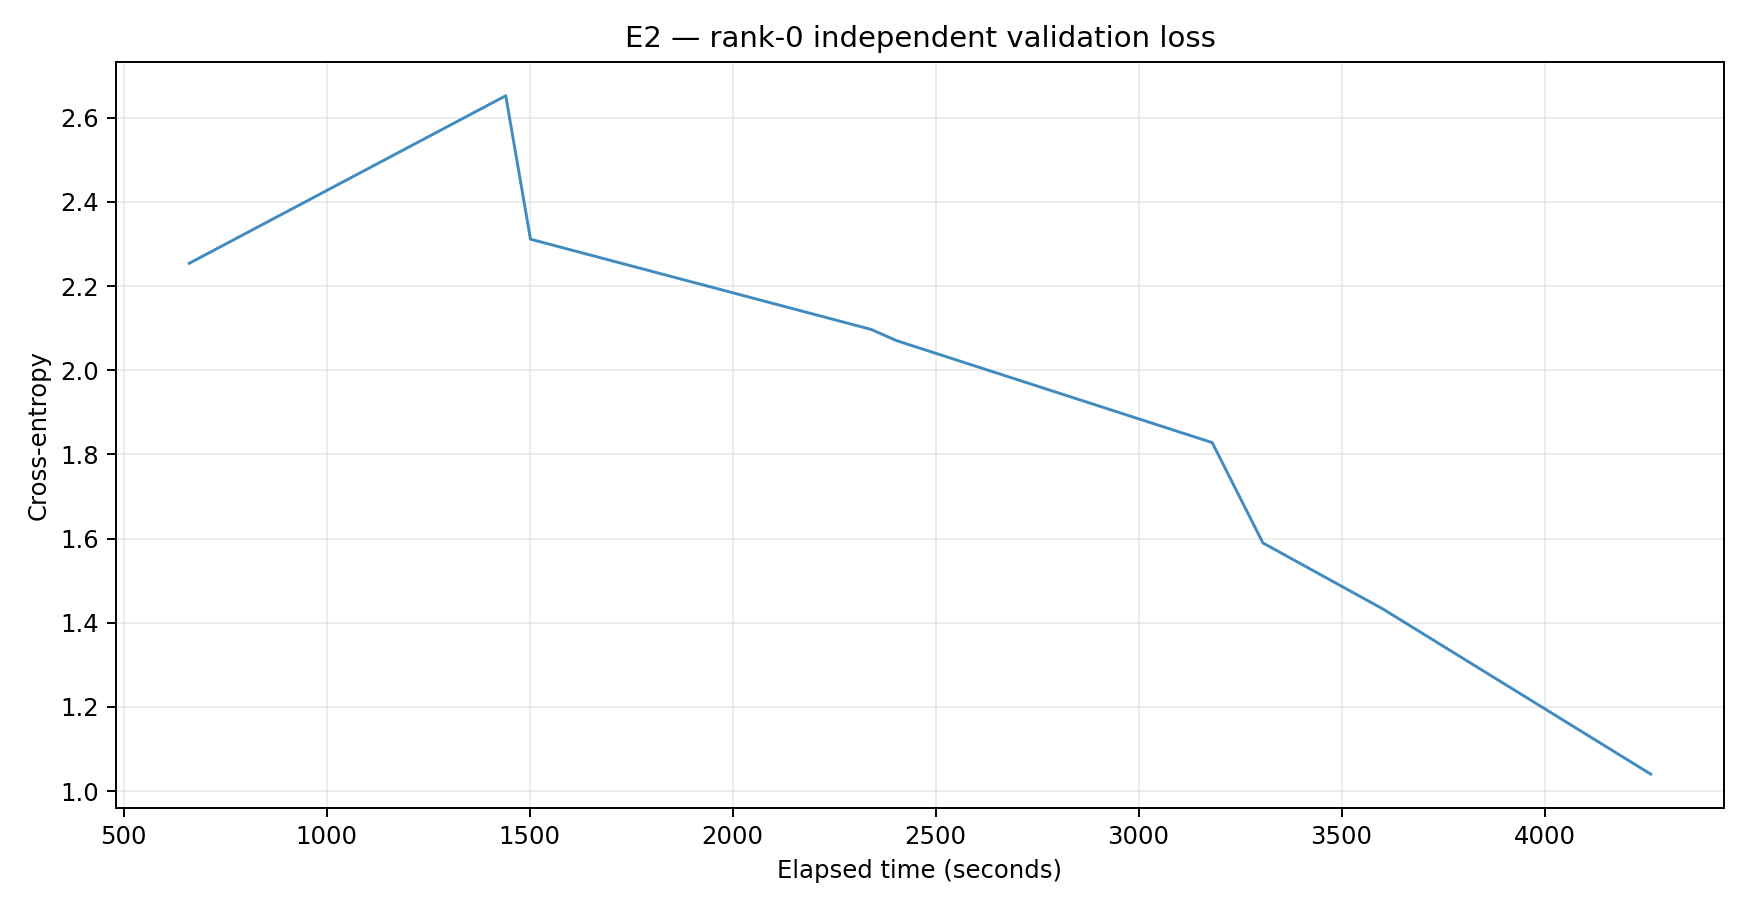 E2 — rank-0 independent validation loss
Cross-entropy
2.6
2.4
2.2
2.0
1.8
1.6
1.4
1.2
1.0
500 1000 1500 2000 2500 3000 3500 4000
Elapsed time (seconds)